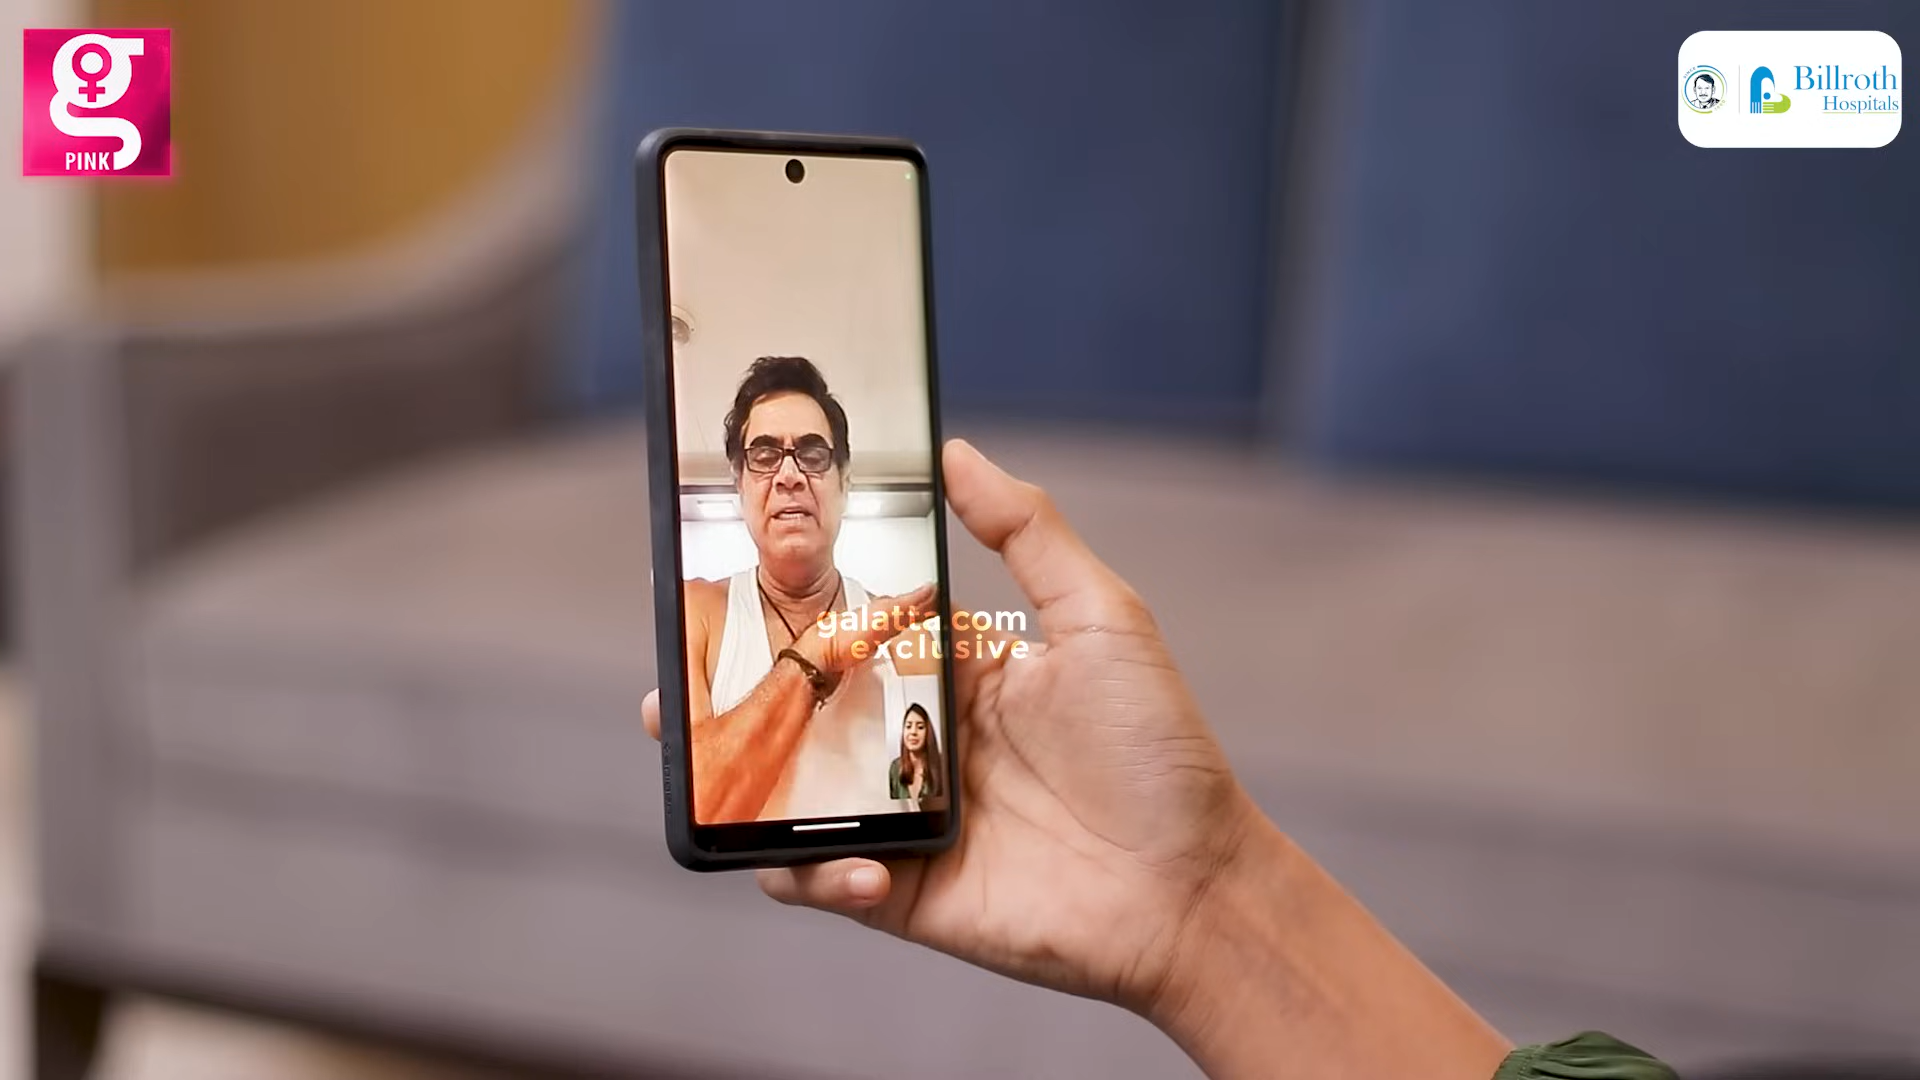 PINK
Billroth
Hospitals
galatta.com
exclusive